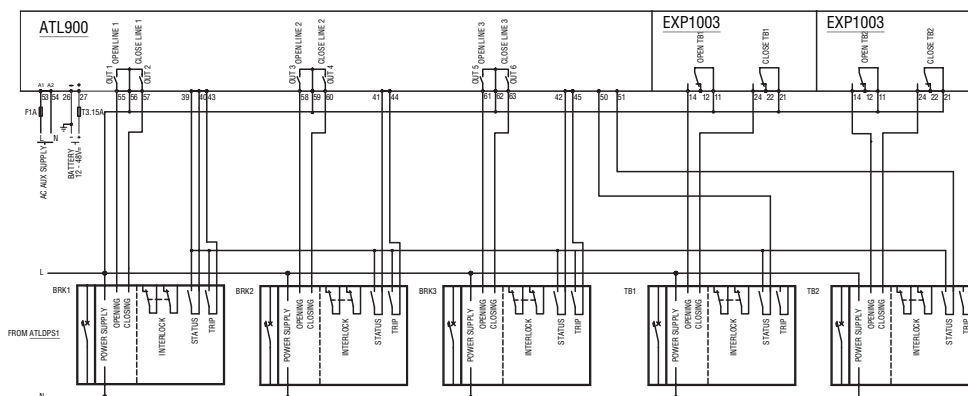 ATL900
EXP1003
EXP1003
OPEN LINE 1
CLOSE LINE 1
OUT 1
OUT 2
OPEN LINE 2
CLOSE LINE 2
OUT 3
OUT 4
OPEN LINE 3
CLOSE LINE 3
OUT 5
OUT 6
OPEN TB1
CLOSE TB1
OPEN TB2
CLOSE TB2
A1 A2 - +
53 54 26 27 55 56 57 39 40 43 58 59 60 41 44 61 62 63 42 45 50 51 14 12 11 24 22 21 14 12 11 24 22 21
F1A
T3.15A
L N - +
AC AUX SUPPLY
BATTERY
12 - 48V=
L
BRK1
BRK2
BRK3
TB1
TB2
FROM ATLDPS1
POWER SUPPLY
OPENING
CLOSING
INTERLOCK
STATUS
TRIP
POWER SUPPLY
OPENING
CLOSING
INTERLOCK
STATUS
TRIP
POWER SUPPLY
OPENING
CLOSING
INTERLOCK
STATUS
TRIP
POWER SUPPLY
OPENING
CLOSING
INTERLOCK
STATUS
TRIP
POWER SUPPLY
OPENING
CLOSING
INTERLOCK
STATUS
TRIP
N